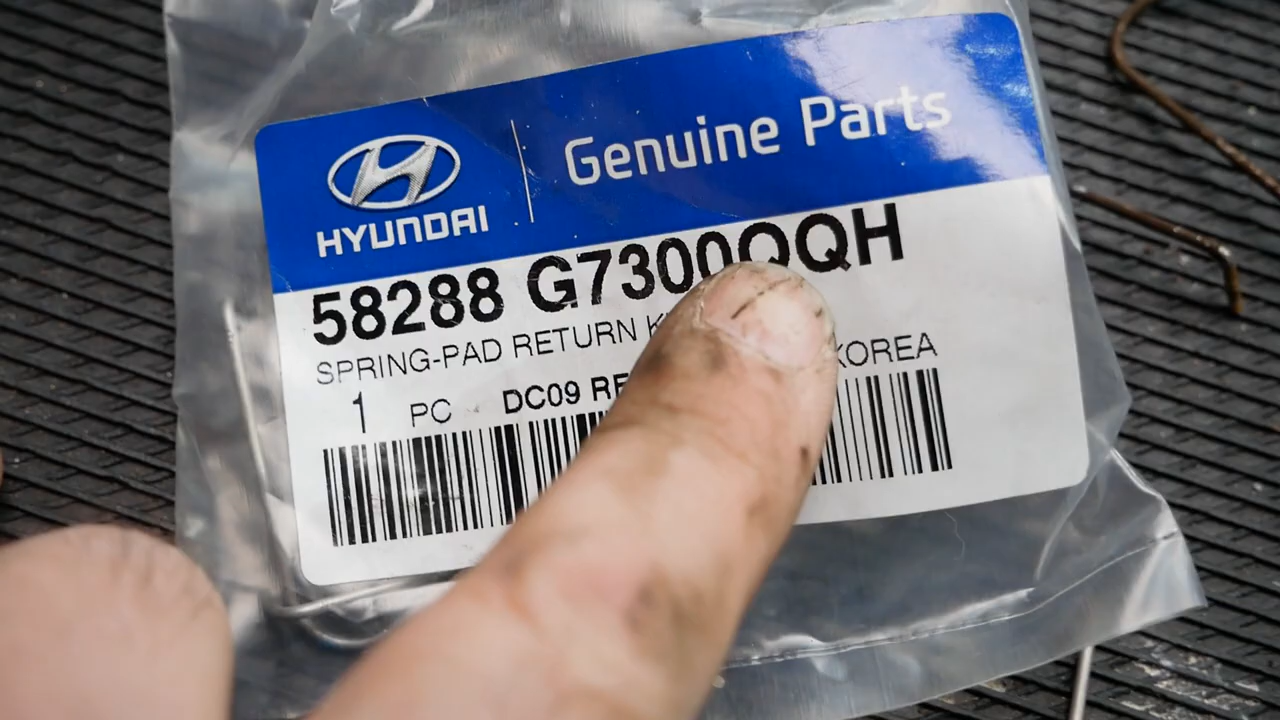 HYUNDAI
Genuine Parts
58288 G7300QQH
SPRING-PAD RETURN
KOREA
1 PC DC09